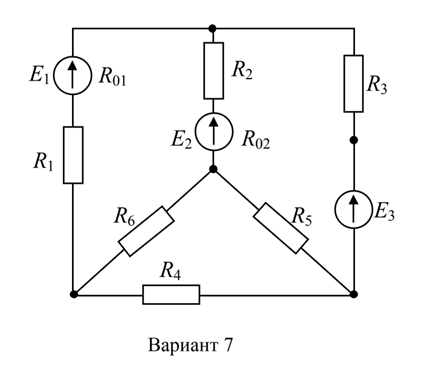 E₁ R₀₁ R₂ R₃
E₂ R₀₂
R₁
R₆ R₅ E₃
R₄
Вариант 7